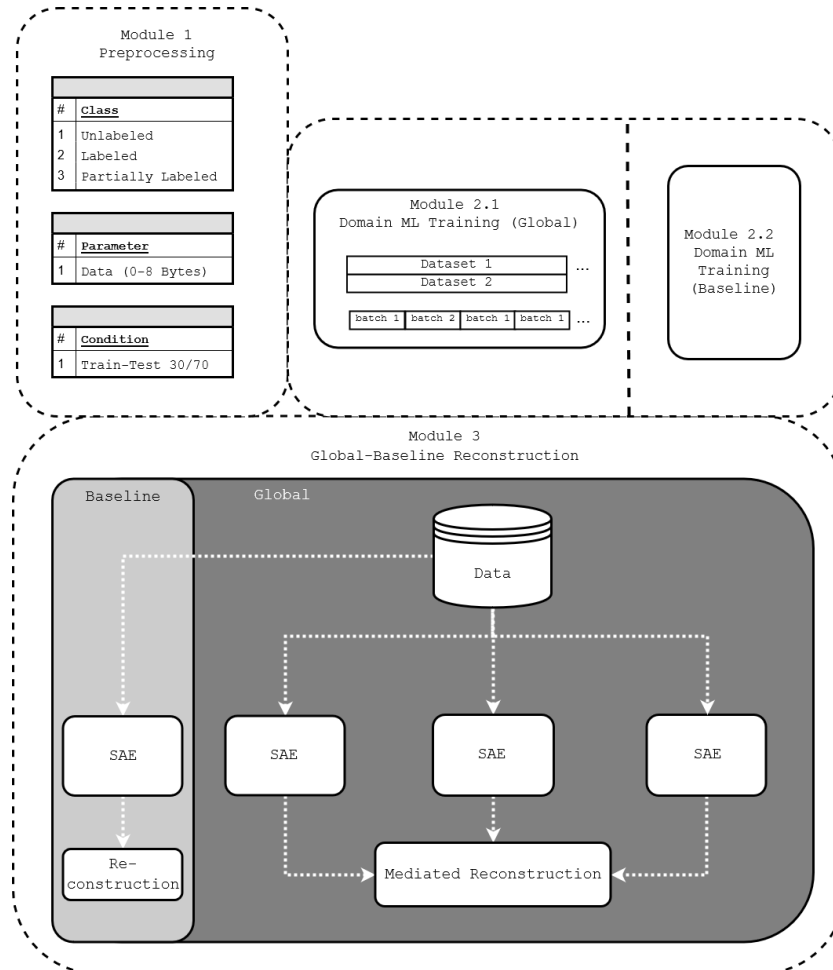 Module 1
Preprocessing
# Class
1 Unlabeled
2 Labeled
3 Partially Labeled
# Parameter
1 Data (0-8 Bytes)
# Condition
1 Train-Test 30/70
Module 2.1
Domain ML Training (Global)
Dataset 1
...
Dataset 2
batch 1 batch 2 batch 1 batch 1 ...
Module 2.2
Domain ML
Training
(Baseline)
Module 3
Global-Baseline Reconstruction
Baseline
Global
Data
SAE
SAE
SAE
SAE
Re-
construction
Mediated Reconstruction